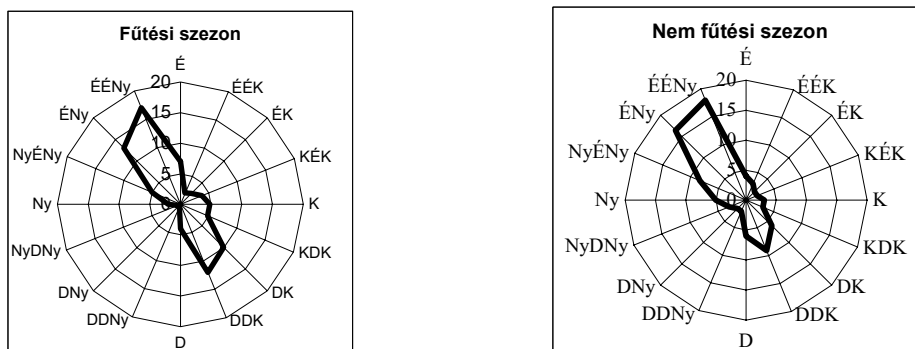 Fűtési szezon
É
ÉÉK
ÉK
KÉK
K
KDK
DK
DDK
D
DDNy
DNy
NyDNy
Ny
NyÉNy
ÉNy
ÉÉNy
20
15
10
5
0
Nem fűtési szezon
É
ÉÉK
ÉK
KÉK
K
KDK
DK
DDK
D
DDNy
DNy
NyDNy
Ny
NyÉNy
ÉNy
ÉÉNy
20
15
10
5
0